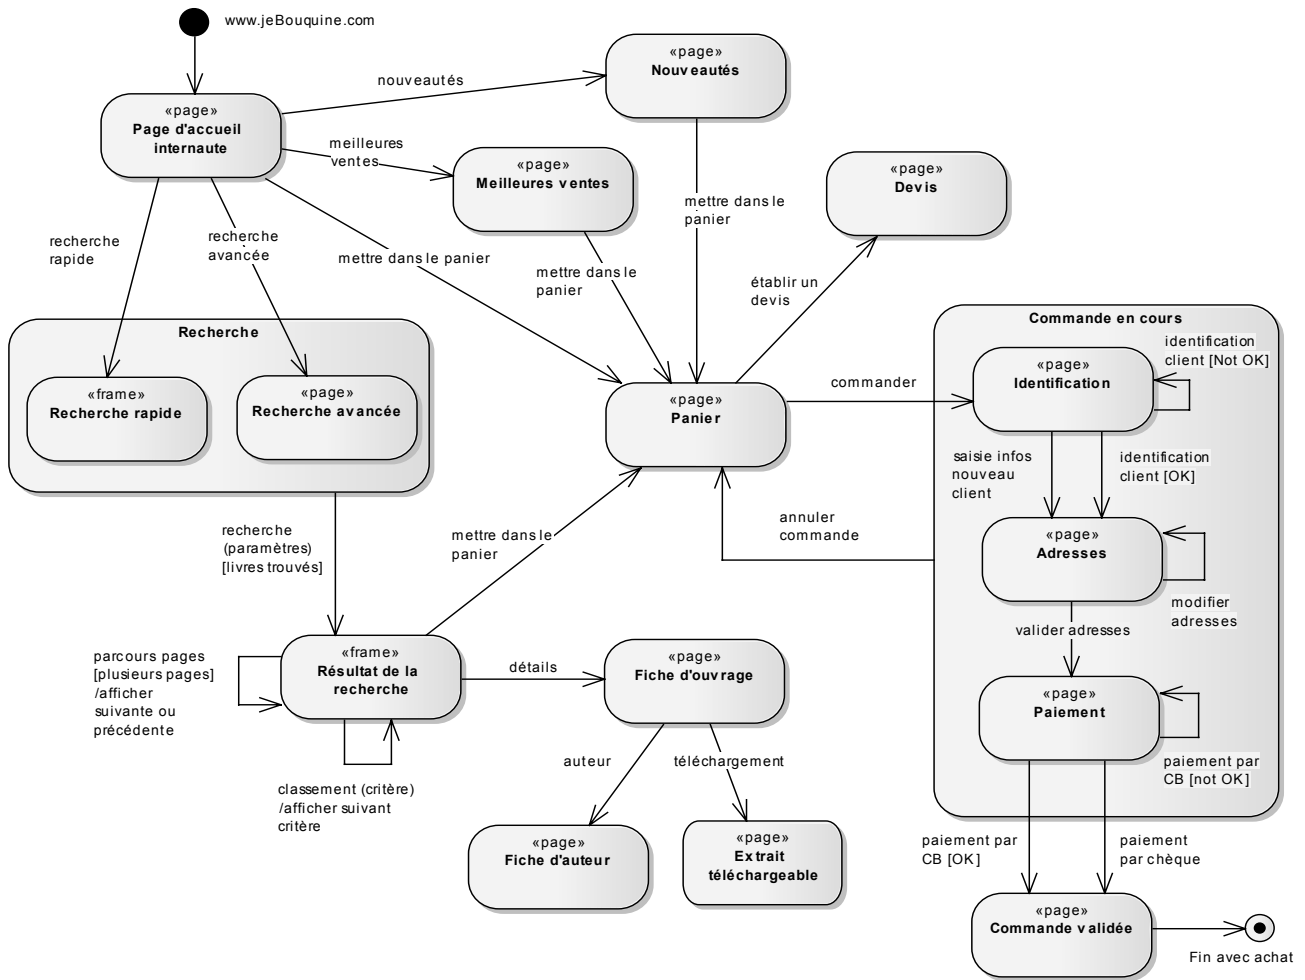 www.jeBouquine.com
«page»
Nouveautés
nouveautés
«page»
Page d'accueil
internaute
meilleures
ventes
«page»
Meilleures ventes
«page»
Devis
mettre dans le
panier
recherche
rapide
recherche
avancée
mettre dans le panier
mettre dans le
panier
établir un
devis
Recherche
«frame»
Recherche rapide
«page»
Recherche avancée
«page»
Panier
commander
Commande en cours
«page»
Identification
identification
client [Not OK]
saisie infos
nouveau
client
identification
client [OK]
annuler
commande
«page»
Adresses
modifier
adresses
valider adresses
«page»
Paiement
paiement par
CB [not OK]
recherche
(paramètres)
[livres trouvés]
mettre dans le
panier
parcours pages
[plusieurs pages]
/afficher
suivante ou
précédente
«frame»
Résultat de la
recherche
détails
«page»
Fiche d'ouvrage
classement (critère)
/afficher suivant
critère
auteur
téléchargement
«page»
Fiche d'auteur
«page»
Extrait
téléchargeable
paiement par
CB [OK]
paiement
par chèque
«page»
Commande validée
Fin avec achat